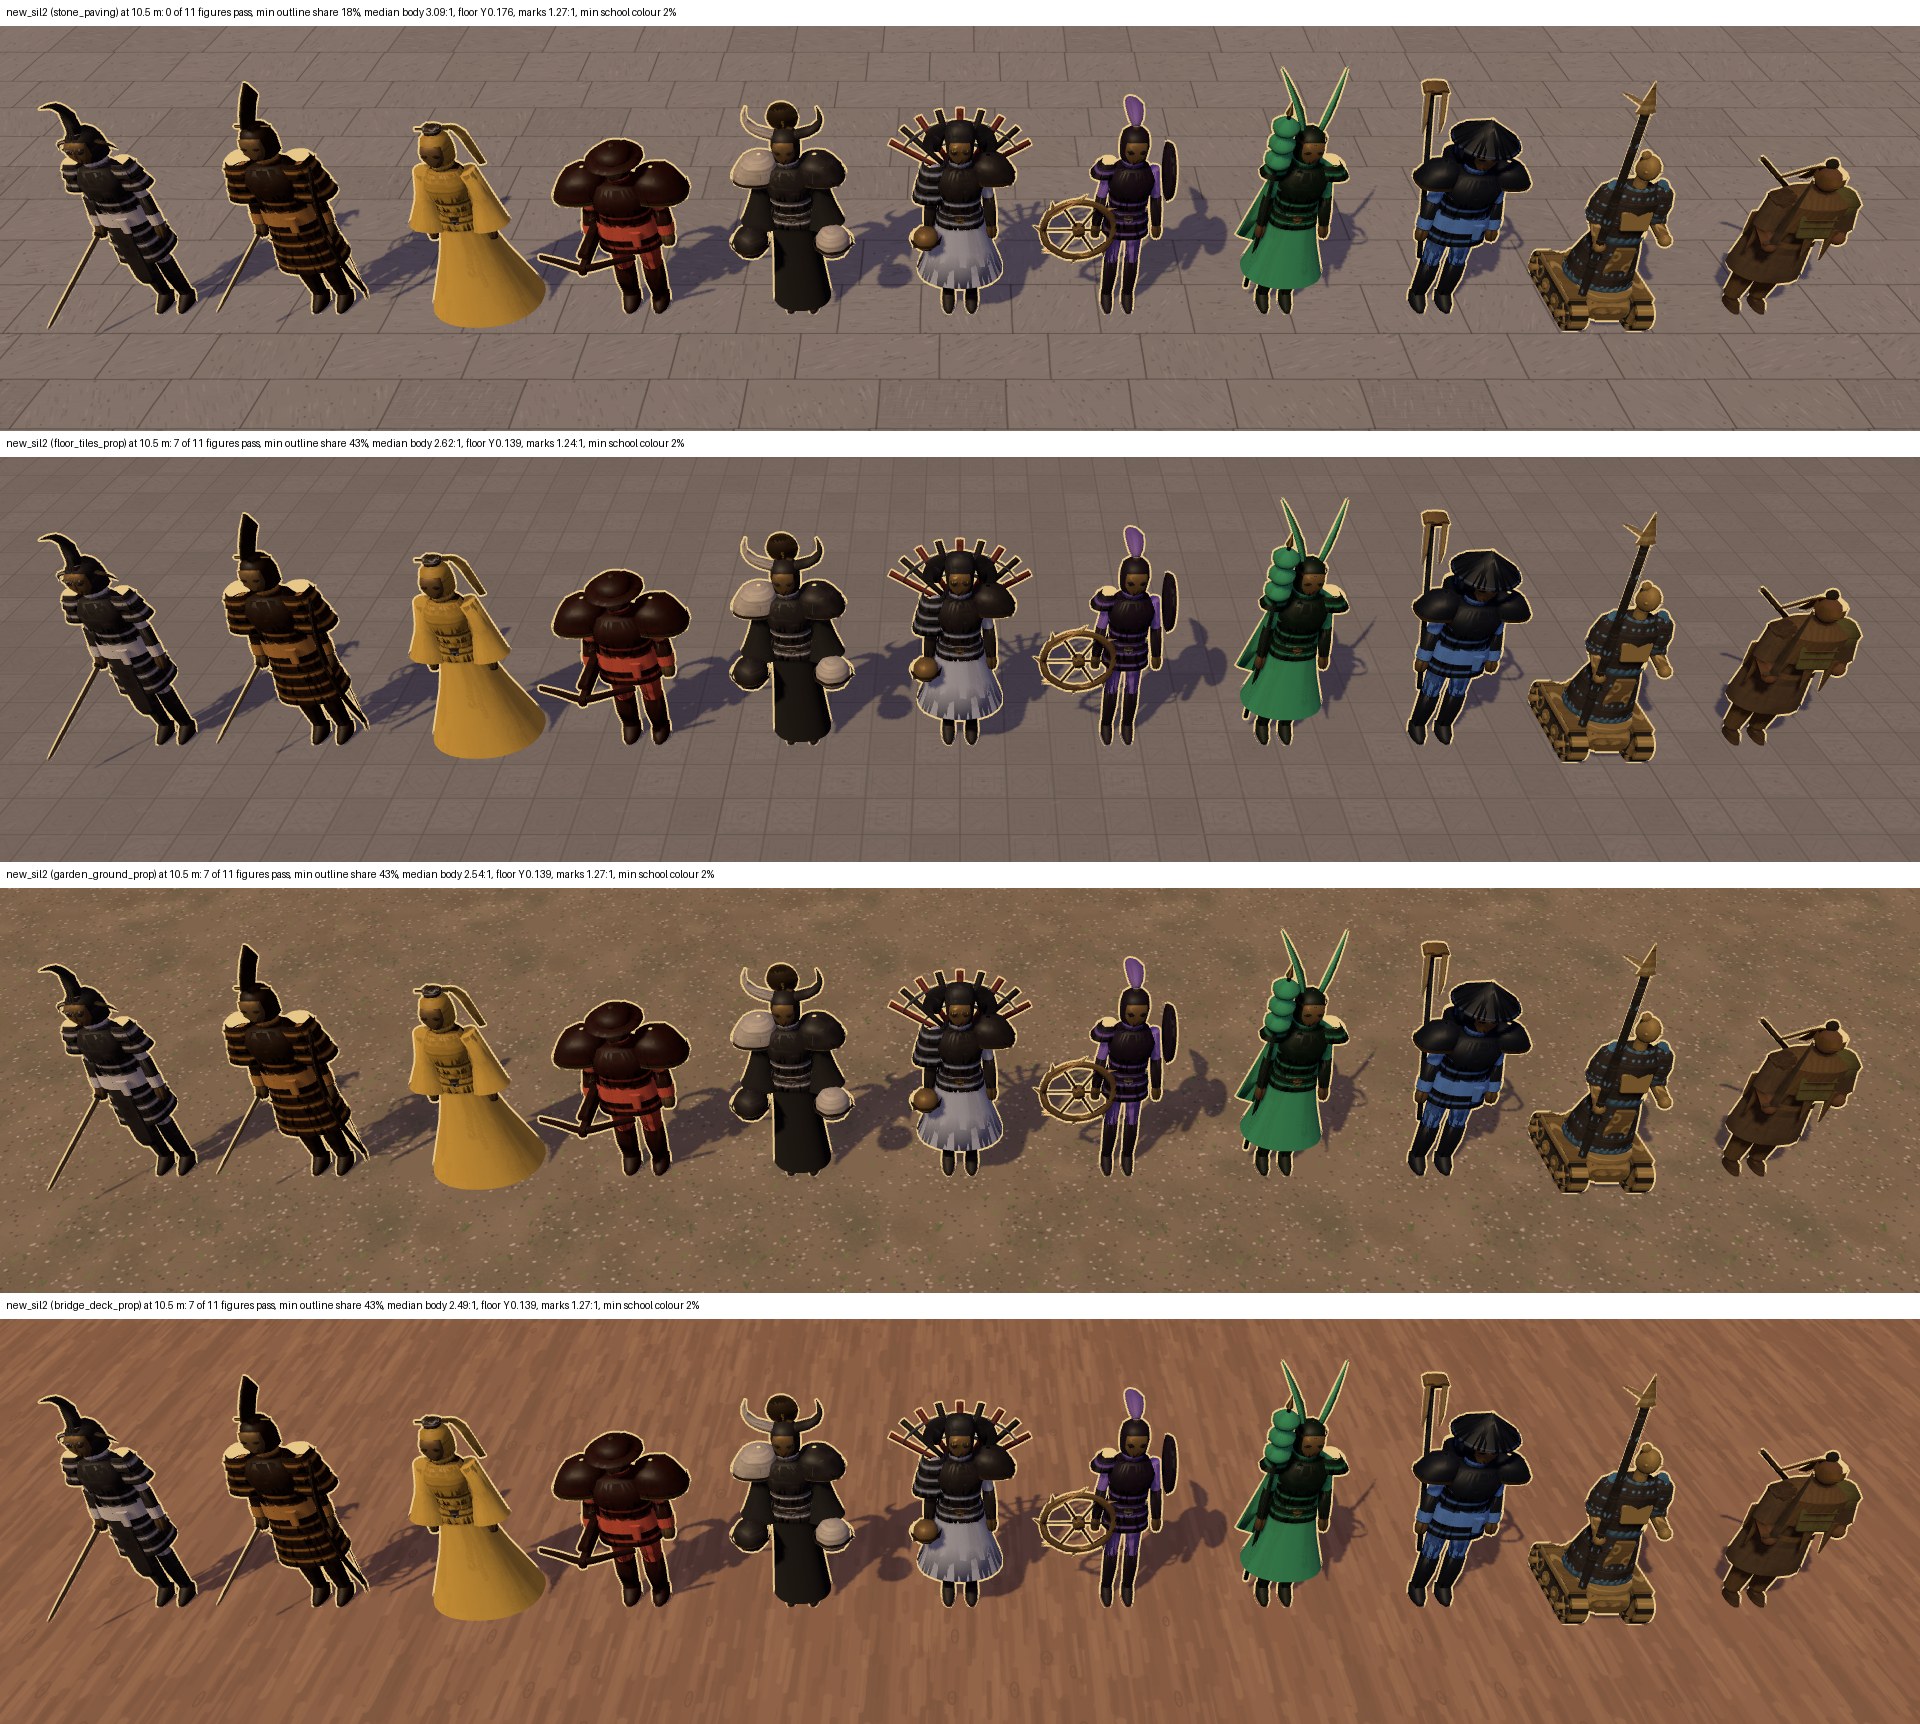 new_sil2 (stone_paving) at 10.5 m: 0 of 11 figures pass, min outline share 18%, median body 3.09:1, floor Y 0.176, marks 1.27:1, min school colour 2%
new_sil2 (floor_tiles_prop) at 10.5 m: 7 of 11 figures pass, min outline share 43%, median body 2.62:1, floor Y 0.139, marks 1.24:1, min school colour 2%
new_sil2 (garden_ground_prop) at 10.5 m: 7 of 11 figures pass, min outline share 43%, median body 2.54:1, floor Y 0.139, marks 1.27:1, min school colour 2%
new_sil2 (bridge_deck_prop) at 10.5 m: 7 of 11 figures pass, min outline share 43%, median body 2.49:1, floor Y 0.139, marks 1.27:1, min school colour 2%